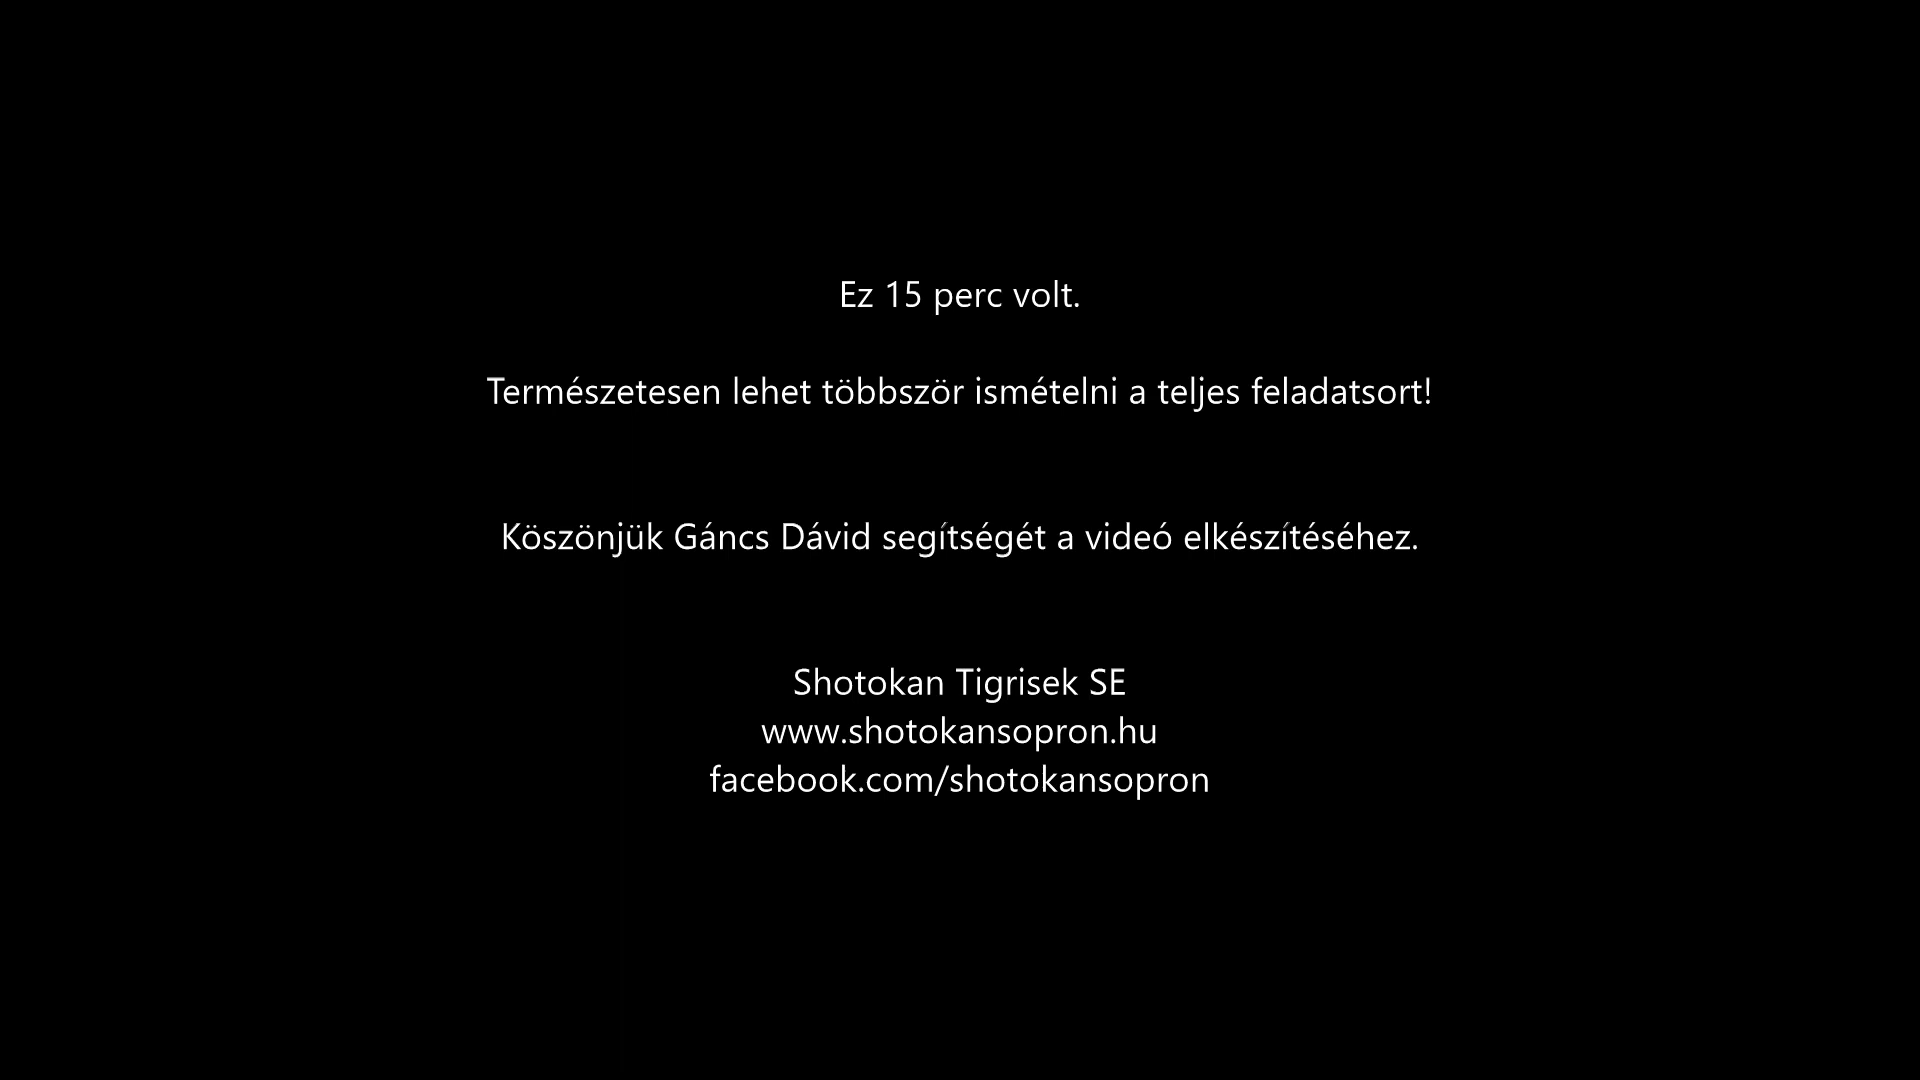 Ez 15 perc volt.
Természetesen lehet többször ismételni a teljes feladatsort!
Köszönjük Gáncs Dávid segítségét a videó elkészítéséhez.
Shotokan Tigrisek SE
www.shotokansopron.hu
facebook.com/shotokansopron